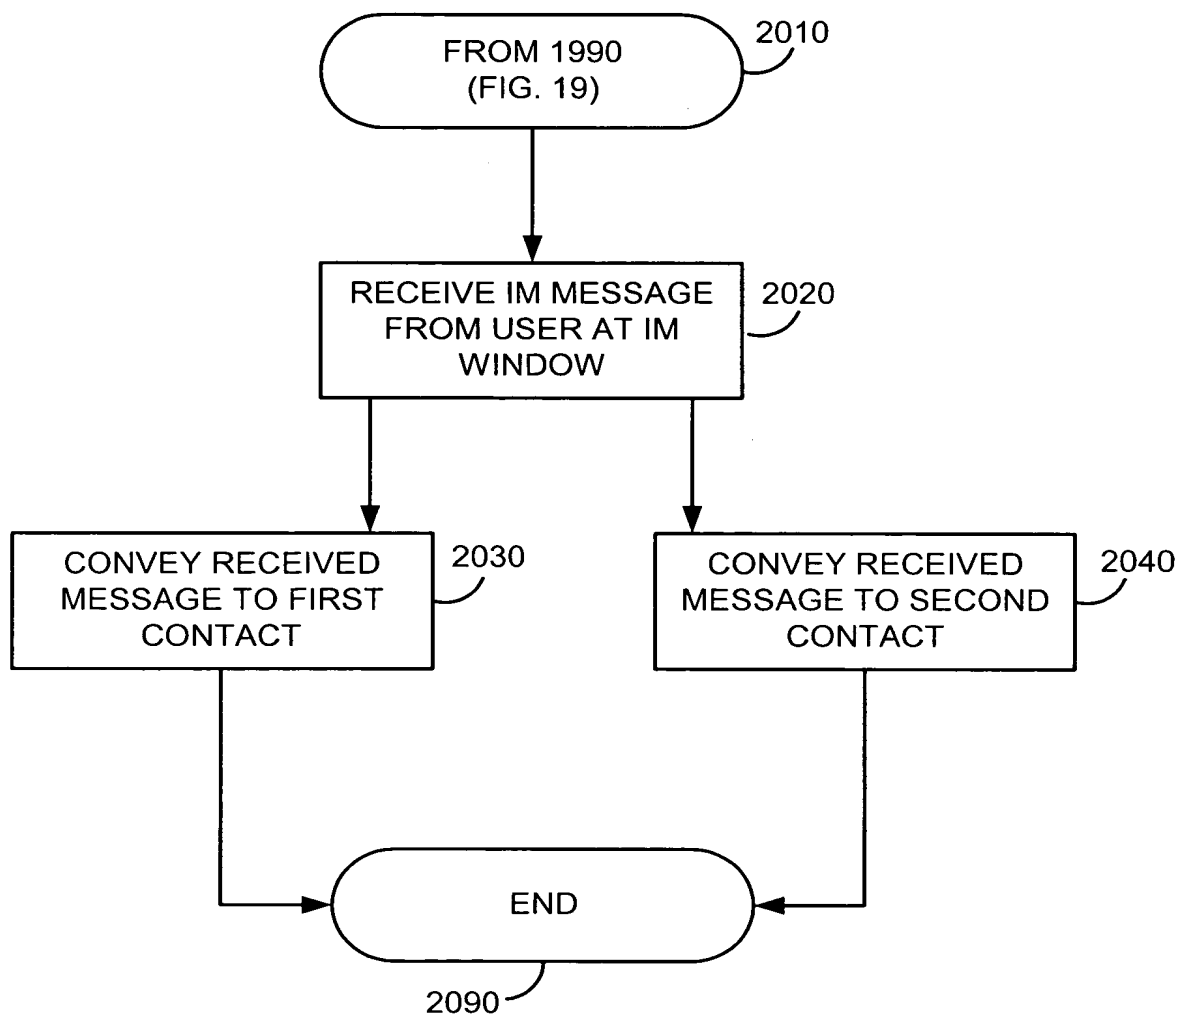 FROM 1990
(FIG. 19)
2010
RECEIVE IM MESSAGE
FROM USER AT IM
WINDOW
2020
CONVEY RECEIVED
MESSAGE TO FIRST
CONTACT
2030
CONVEY RECEIVED
MESSAGE TO SECOND
CONTACT
2040
END
2090